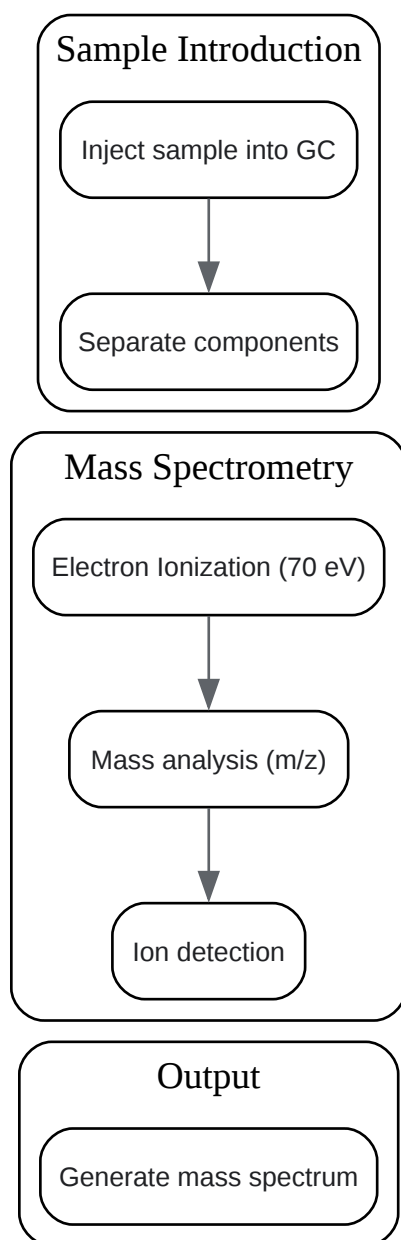 Sample Introduction
Inject sample into GC
Separate components
Mass Spectrometry
Electron Ionization (70 eV)
Mass analysis (m/z)
Ion detection
Output
Generate mass spectrum